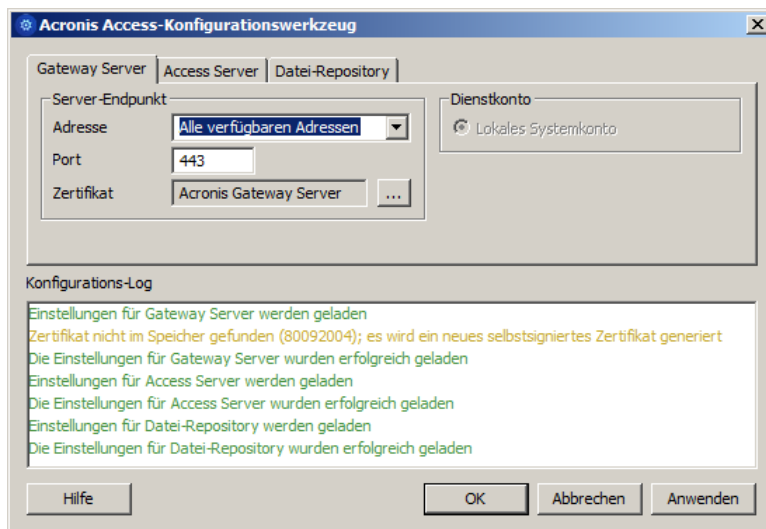 Acronis Access-Konfigurationswerkzeug
Gateway Server
Access Server
Datei-Repository
Server-Endpunkt
Adresse
Alle verfügbaren Adressen
Port
443
Zertifikat
Acronis Gateway Server
...
Dienstkonto
Lokales Systemkonto
Konfigurations-Log
Einstellungen für Gateway Server werden geladen
Zertifikat nicht im Speicher gefunden (80092004); es wird ein neues selbstsigniertes Zertifikat generiert
Die Einstellungen für Gateway Server wurden erfolgreich geladen
Einstellungen für Access Server werden geladen
Die Einstellungen für Access Server wurden erfolgreich geladen
Einstellungen für Datei-Repository werden geladen
Die Einstellungen für Datei-Repository wurden erfolgreich geladen
Hilfe
OK
Abbrechen
Anwenden